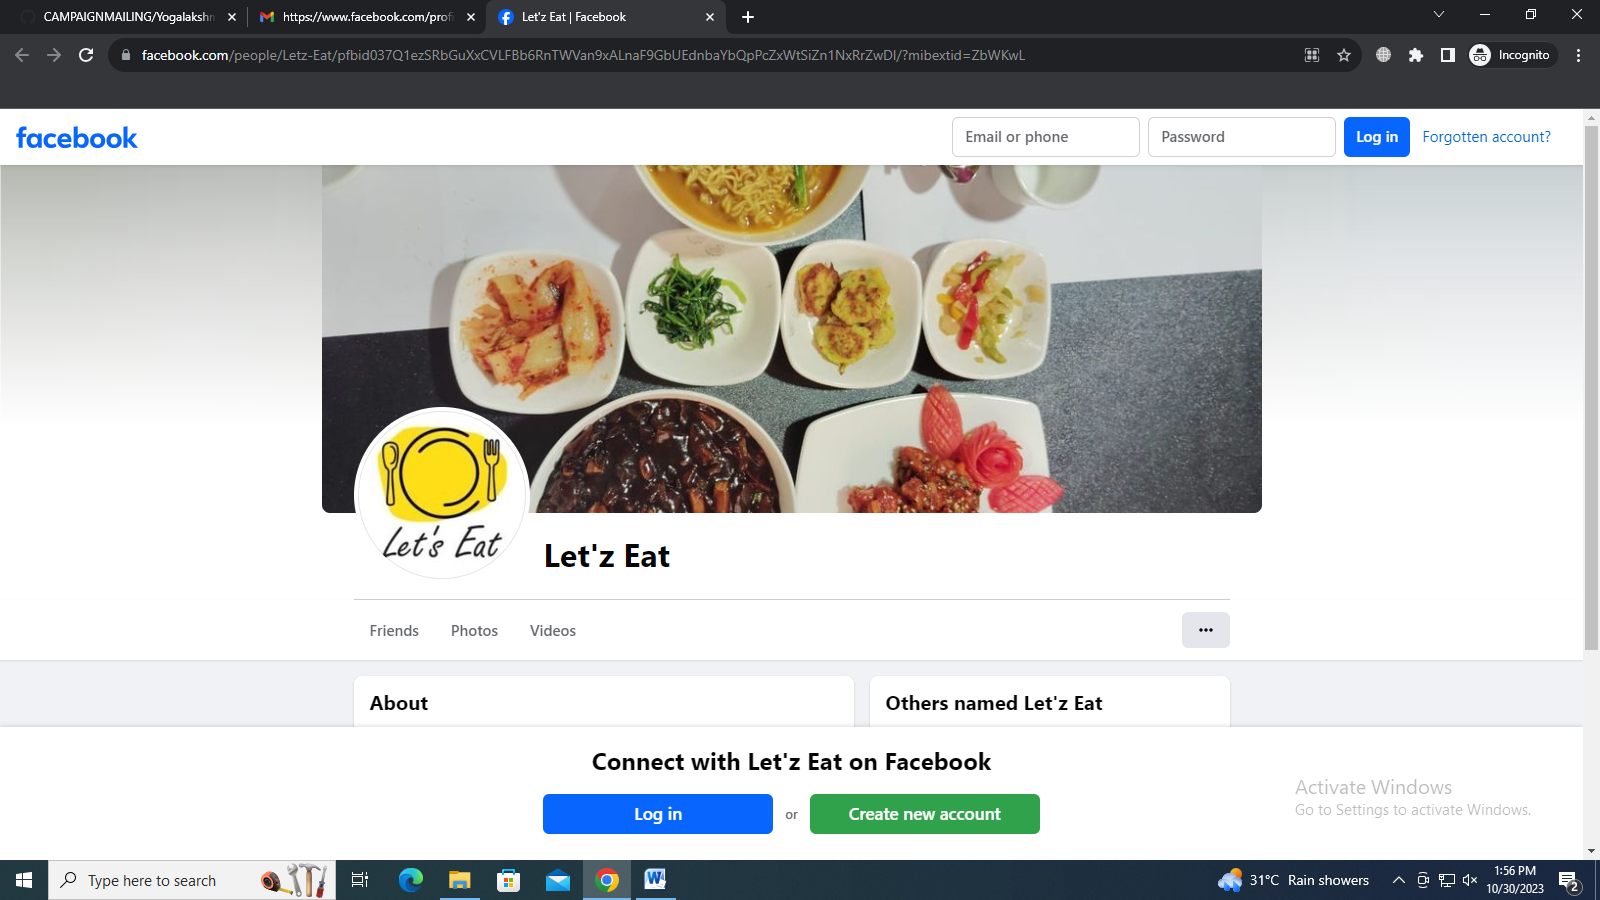 CAMPAIGNMAILING/Yogalakshm
https://www.facebook.com/profi
Let'z Eat | Facebook
facebook.com/people/Letz-Eat/pfbid037Q1ezSRbGuXxCVLFBb6RnTWVan9xALnaF9GbUEdnbaYbQpPcZxWtSiZn1NxRrZwDl/?mibextid=ZbWKwL
Incognito
facebook
Email or phone
Password
Log in
Forgotten account?
Let's Eat
Let'z Eat
Friends
Photos
Videos
About
Others named Let'z Eat
Connect with Let'z Eat on Facebook
Log in
or
Create new account
Activate Windows
Go to Settings to activate Windows.
Type here to search
31°C Rain showers
1:56 PM
10/30/2023
2